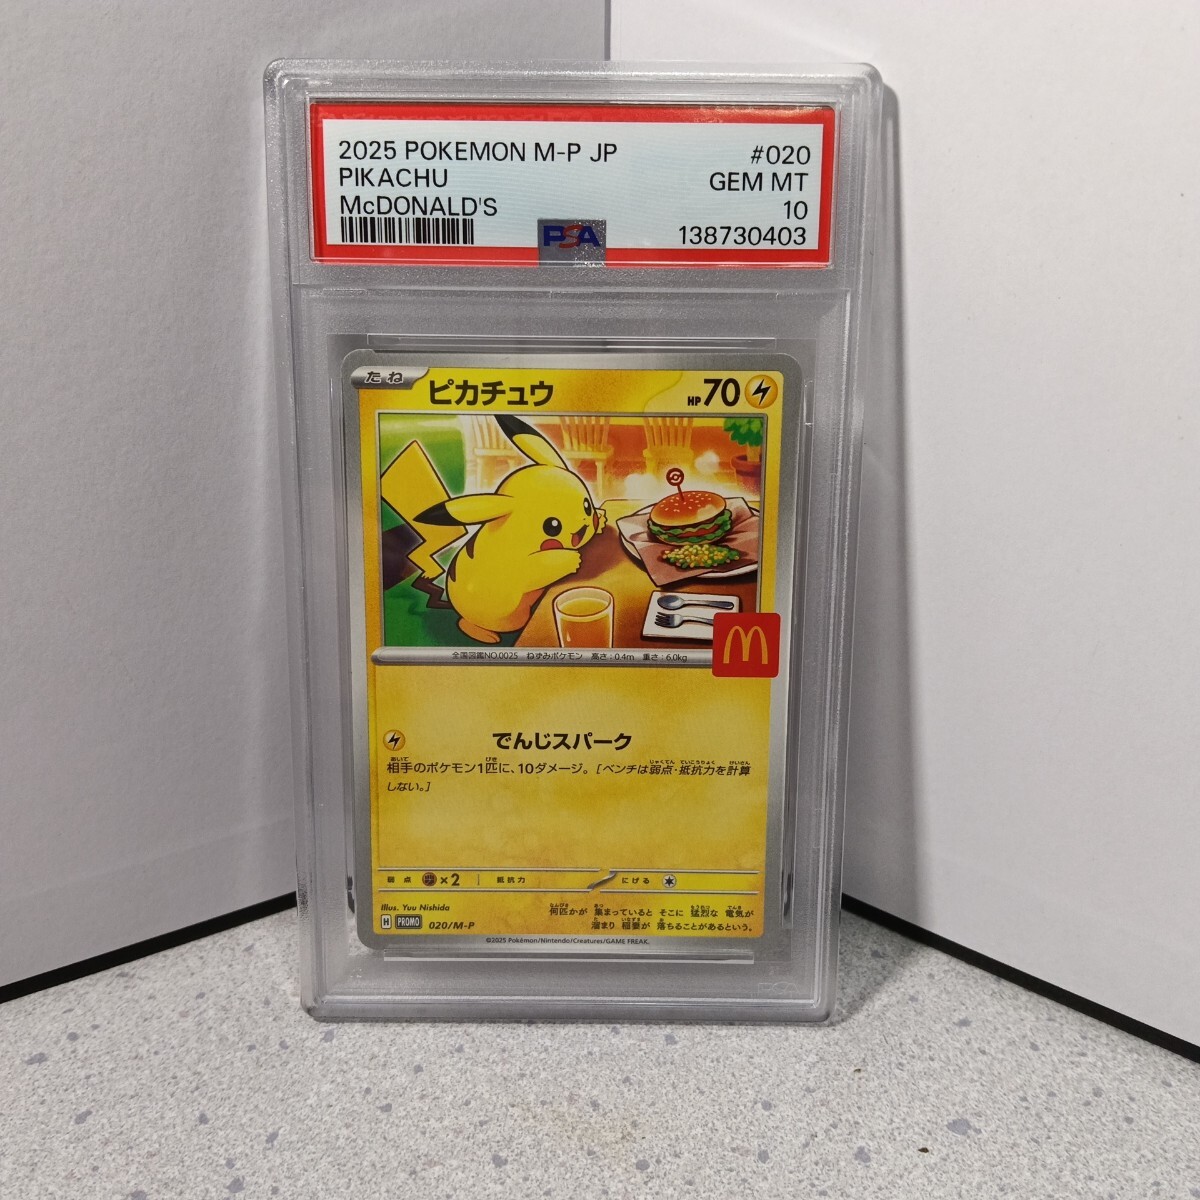 2025 POKEMON M-P JP #020
PIKACHU GEM MT
McDONALD'S 10
PSA 138730403
たね ピカチュウ HP70
全国図鑑NO.0025 ねずみポケモン 高さ:0.4m 重さ:6.0kg
でんじスパーク
相手のポケモン1匹に、10ダメージ。[ベンチは弱点・抵抗力を計算
しない。]
弱点 ×2 抵抗力 にげる
Illus. Yuu Nishida
何匹かが 集まっていると そこに 猛烈な 電気が
溜まり 稲妻が 落ちることがあるという。
H PROMO 020/M-P
©2025 Pokémon/Nintendo/Creatures/GAME FREAK.